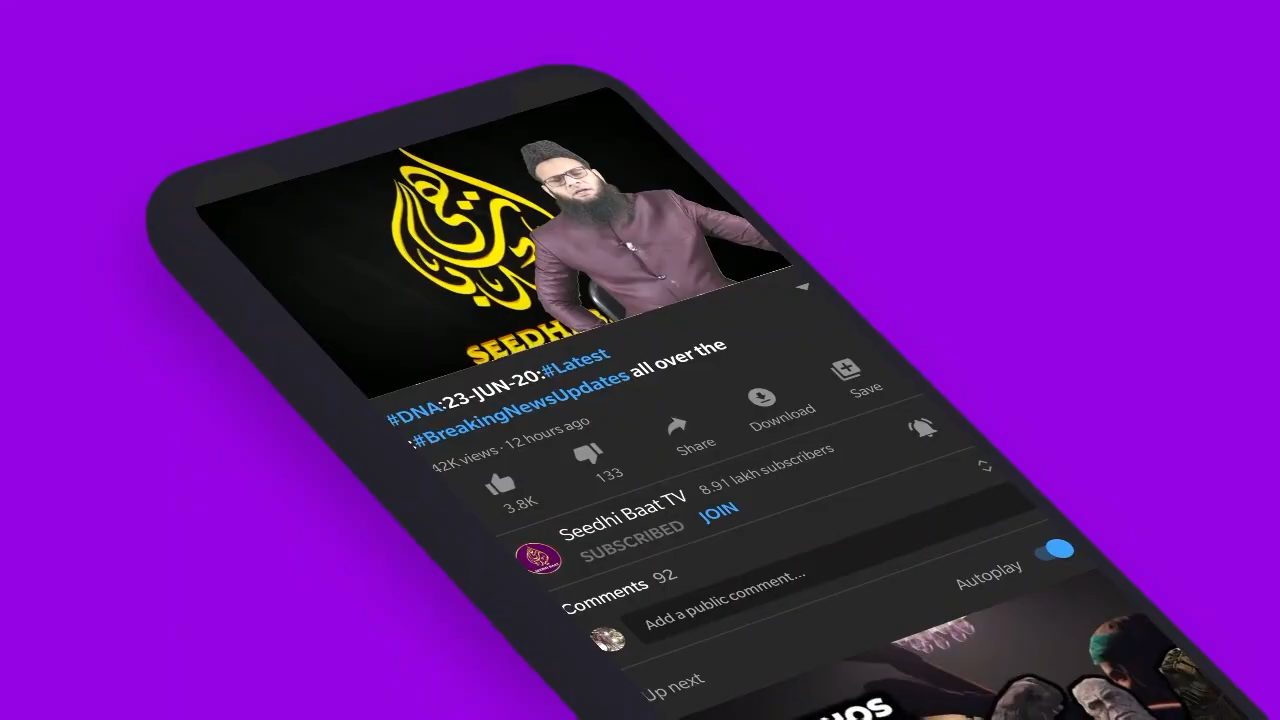 SEEDH
#DNA:23-JUN-20:#Latest
:#BreakingNewsUpdates all over the
42K views · 12 hours ago
3.8K
133
Share
Download
Save
Seedhi Baat TV 8.91 lakh subscribers
SUBSCRIBED JOIN
Comments 92
Add a public comment...
Autoplay
Up next